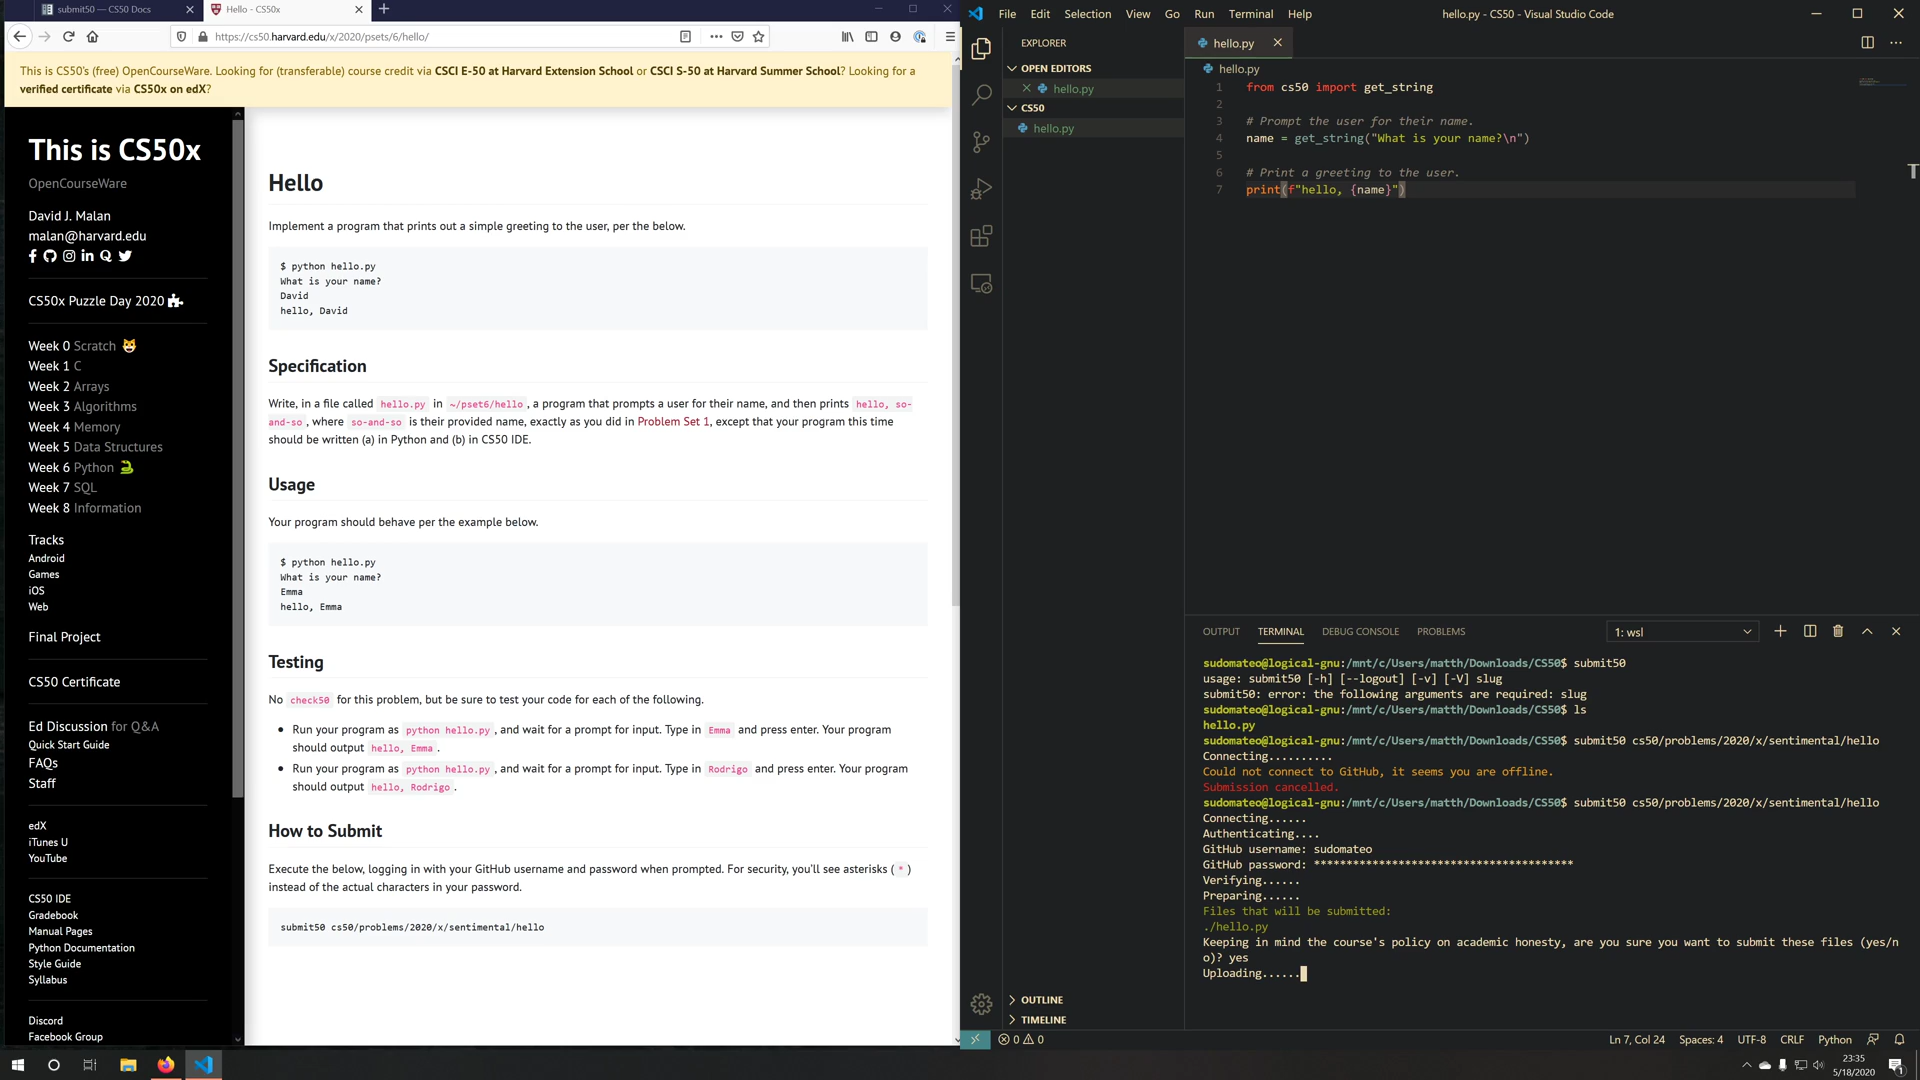 submit50 — CS50 Docs
Hello - CS50x
https://cs50.harvard.edu/x/2020/psets/6/hello/
This is CS50's (free) OpenCourseWare. Looking for (transferable) course credit via CSCI E-50 at Harvard Extension School or CSCI S-50 at Harvard Summer School? Looking for a
verified certificate via CS50x on edX?
This is CS50x
OpenCourseWare
David J. Malan
malan@harvard.edu
CS50x Puzzle Day 2020
Week 0 Scratch
Week 1 C
Week 2 Arrays
Week 3 Algorithms
Week 4 Memory
Week 5 Data Structures
Week 6 Python
Week 7 SQL
Week 8 Information
Tracks
Android
Games
iOS
Web
Final Project
CS50 Certificate
Ed Discussion for Q&A
Quick Start Guide
FAQs
Staff
edX
iTunes U
YouTube
CS50 IDE
Gradebook
Manual Pages
Python Documentation
Style Guide
Syllabus
Discord
Facebook Group
Hello
Implement a program that prints out a simple greeting to the user, per the below.
$ python hello.py
What is your name?
David
hello, David
Specification
Write, in a file called hello.py in ~/pset6/hello, a program that prompts a user for their name, and then prints hello, so-
and-so, where so-and-so is their provided name, exactly as you did in Problem Set 1, except that your program this time
should be written (a) in Python and (b) in CS50 IDE.
Usage
Your program should behave per the example below.
$ python hello.py
What is your name?
Emma
hello, Emma
Testing
No check50 for this problem, but be sure to test your code for each of the following.
• Run your program as python hello.py, and wait for a prompt for input. Type in Emma and press enter. Your program
should output hello, Emma.
• Run your program as python hello.py, and wait for a prompt for input. Type in Rodrigo and press enter. Your program
should output hello, Rodrigo.
How to Submit
Execute the below, logging in with your GitHub username and password when prompted. For security, you'll see asterisks (*)
instead of the actual characters in your password.
submit50 cs50/problems/2020/x/sentimental/hello
File Edit Selection View Go Run Terminal Help
hello.py - CS50 - Visual Studio Code
EXPLORER
OPEN EDITORS
hello.py
CS50
hello.py
OUTLINE
TIMELINE
hello.py
hello.py
1 from cs50 import get_string
2
3 # Prompt the user for their name.
4 name = get_string("What is your name?\n")
5
6 # Print a greeting to the user.
7 print(f"hello, {name}")
T
OUTPUT TERMINAL DEBUG CONSOLE PROBLEMS
1: wsl
sudomateo@logical-gnu:/mnt/c/Users/matth/Downloads/CS50$ submit50
usage: submit50 [-h] [--logout] [-v] [-V] slug
submit50: error: the following arguments are required: slug
sudomateo@logical-gnu:/mnt/c/Users/matth/Downloads/CS50$ ls
hello.py
sudomateo@logical-gnu:/mnt/c/Users/matth/Downloads/CS50$ submit50 cs50/problems/2020/x/sentimental/hello
Connecting..........
Could not connect to GitHub, it seems you are offline.
Submission cancelled.
sudomateo@logical-gnu:/mnt/c/Users/matth/Downloads/CS50$ submit50 cs50/problems/2020/x/sentimental/hello
Connecting......
Authenticating....
GitHub username: sudomateo
GitHub password: ****************************************
Verifying......
Preparing......
Files that will be submitted:
./hello.py
Keeping in mind the course's policy on academic honesty, are you sure you want to submit these files (yes/n
o)? yes
Uploading......
0 0
Ln 7, Col 24 Spaces: 4 UTF-8 CRLF Python
23:35
5/18/2020
1